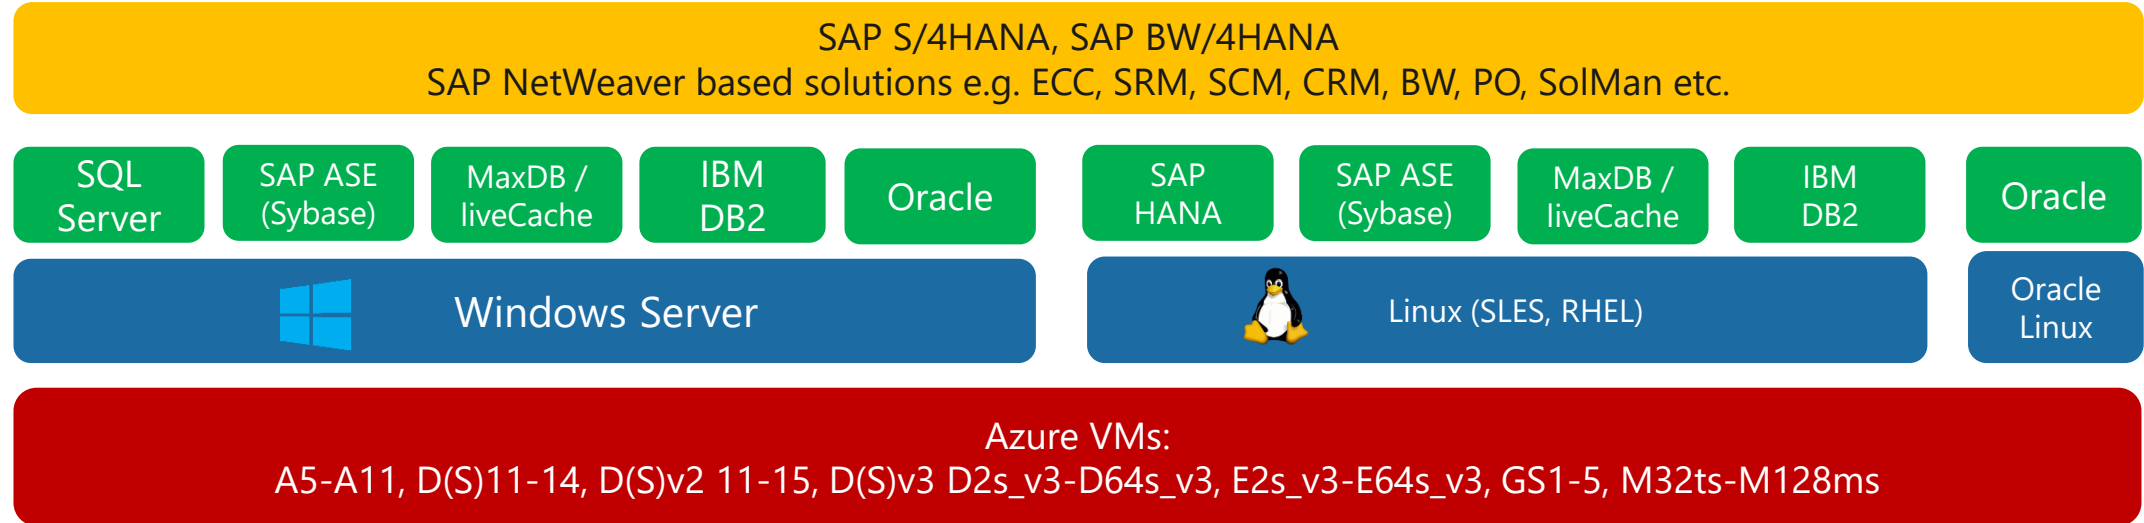 SAP S/4HANA, SAP BW/4HANA
SAP NetWeaver based solutions e.g. ECC, SRM, SCM, CRM, BW, PO, SolMan etc.
SQL
Server
SAP ASE
(Sybase)
MaxDB /
liveCache
IBM
DB2
Oracle
SAP
HANA
SAP ASE
(Sybase)
MaxDB /
liveCache
IBM
DB2
Oracle
Windows Server
Linux (SLES, RHEL)
Oracle
Linux
Azure VMs:
A5-A11, D(S)11-14, D(S)v2 11-15, D(S)v3 D2s_v3-D64s_v3, E2s_v3-E64s_v3, GS1-5, M32ts-M128ms